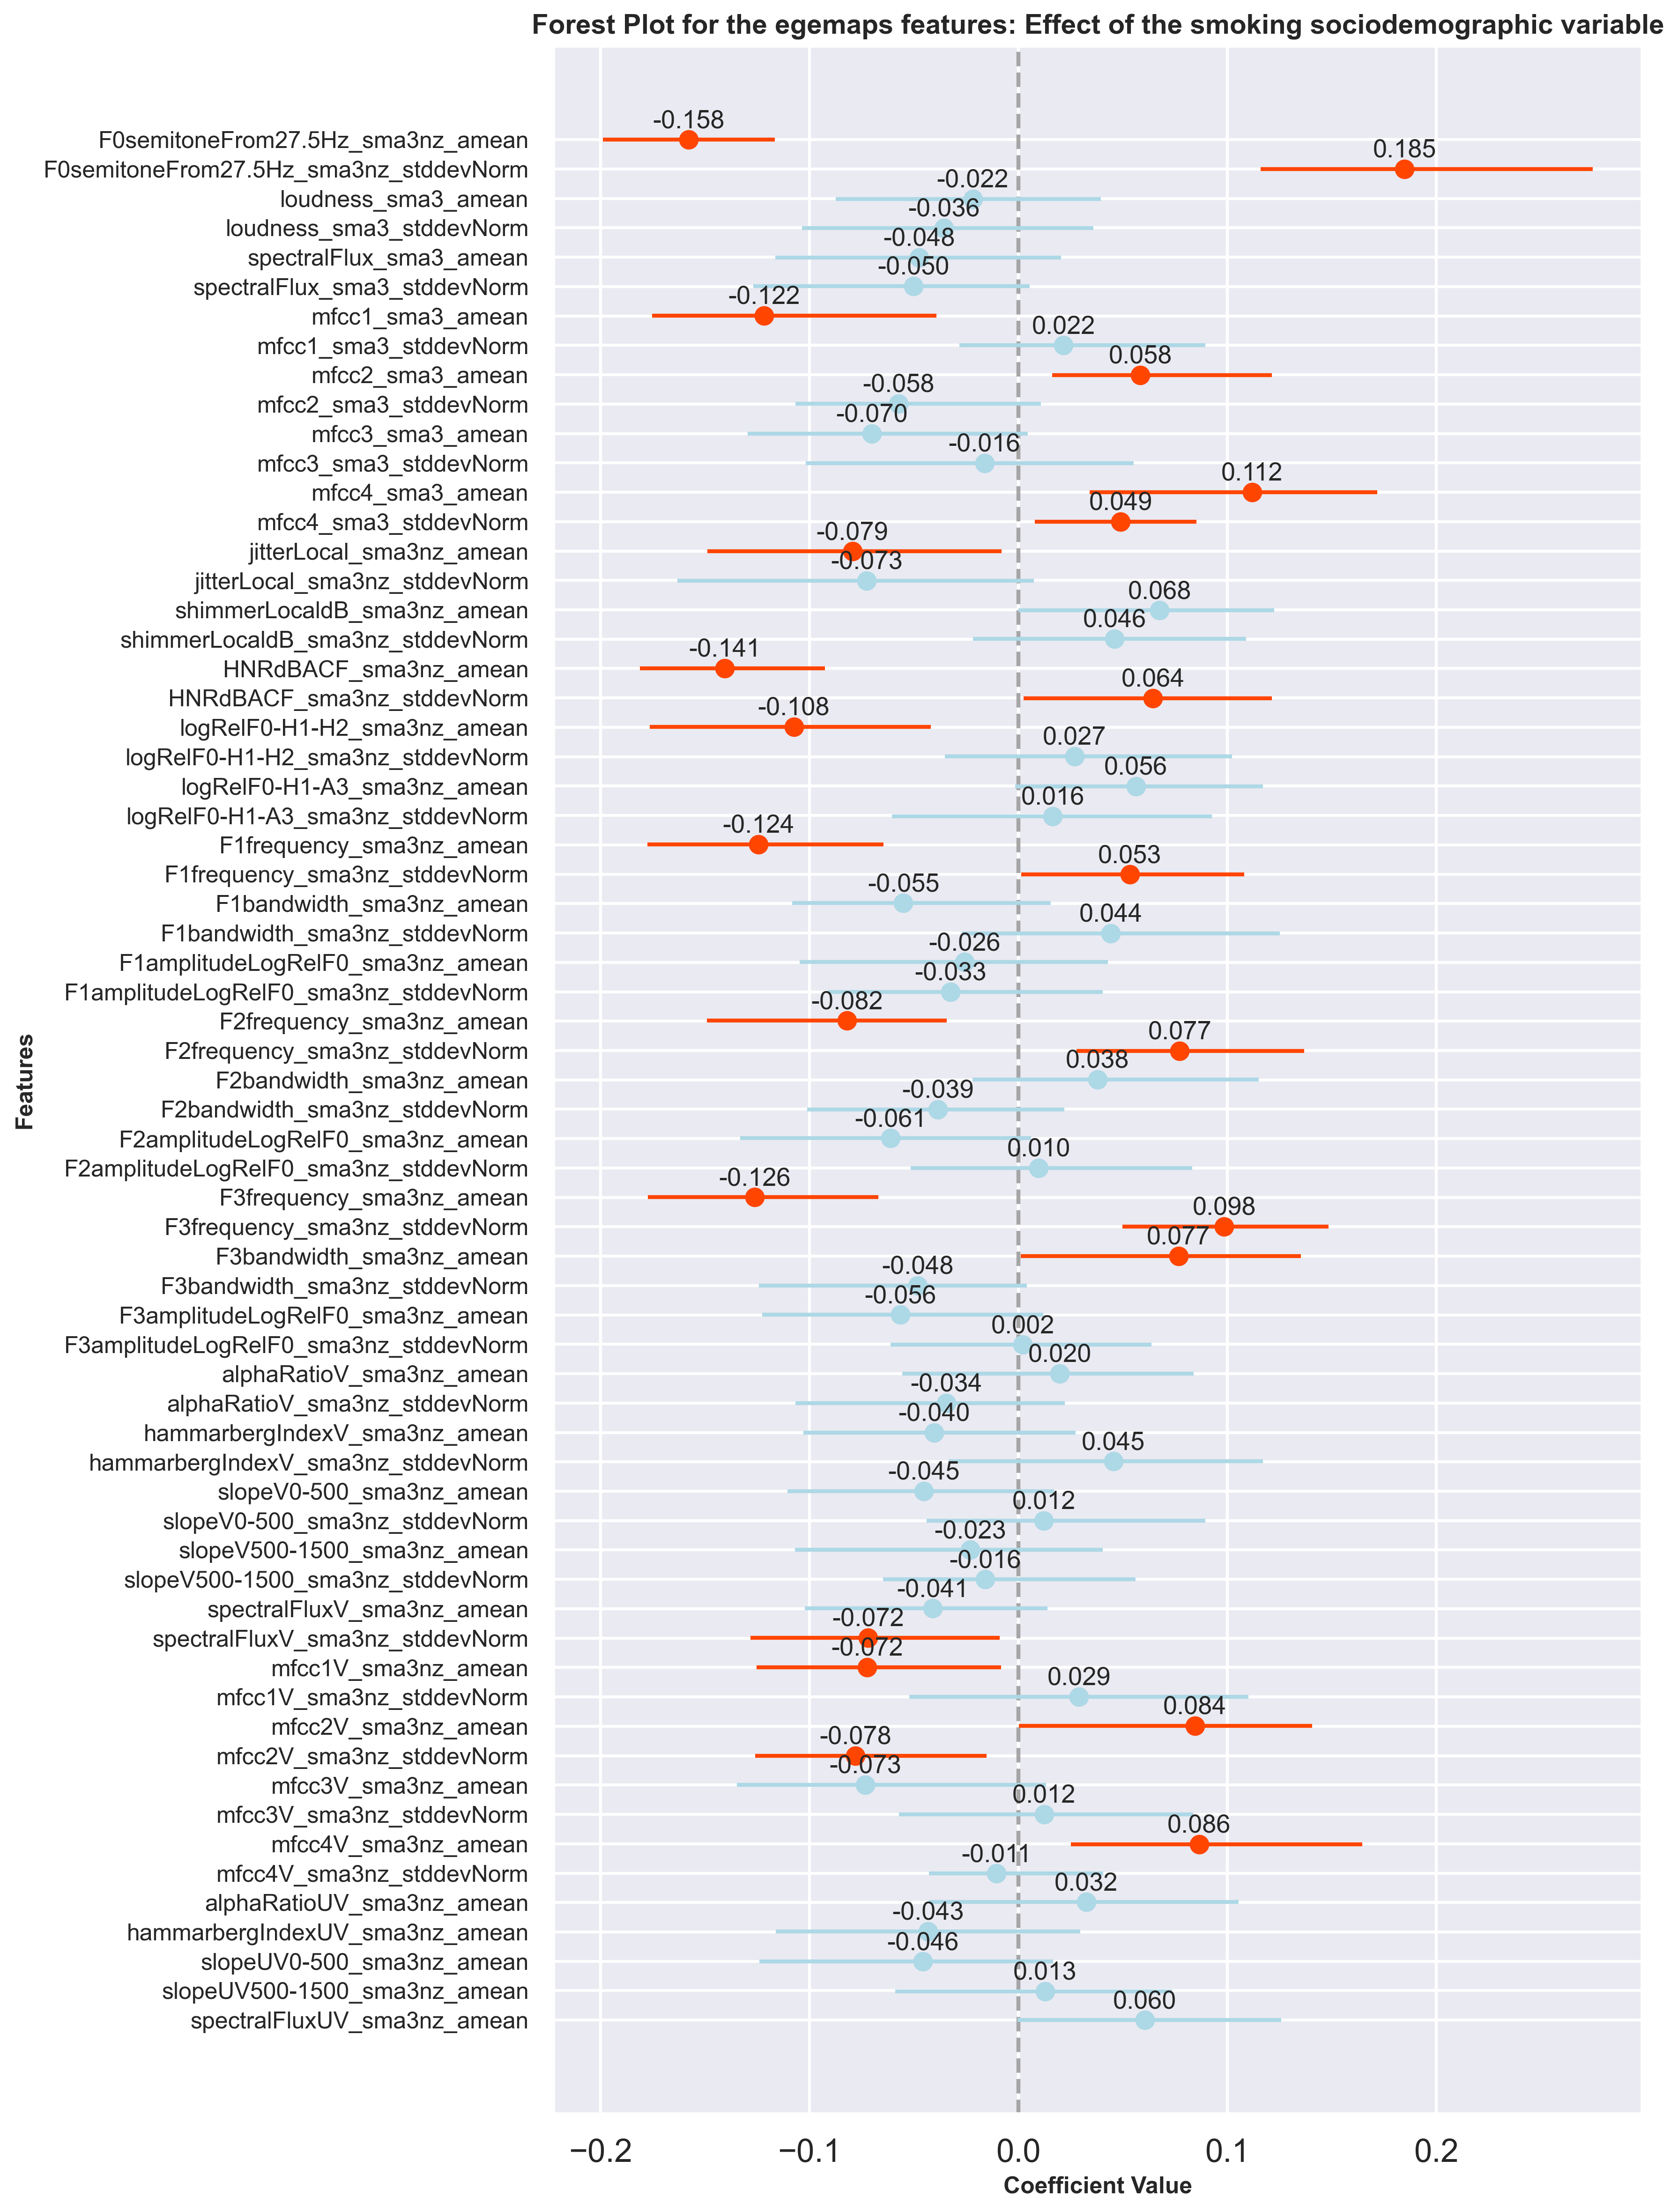 Forest Plot for the egemaps features: Effect of the smoking sociodemographic variable
F0semitoneFrom27.5Hz_sma3nz_amean -0.158
F0semitoneFrom27.5Hz_sma3nz_stddevNorm 0.185
loudness_sma3_amean -0.022
loudness_sma3_stddevNorm -0.036
spectralFlux_sma3_amean -0.048
spectralFlux_sma3_stddevNorm -0.050
mfcc1_sma3_amean -0.122
mfcc1_sma3_stddevNorm 0.022
mfcc2_sma3_amean 0.058
mfcc2_sma3_stddevNorm -0.058
mfcc3_sma3_amean -0.070
mfcc3_sma3_stddevNorm -0.016
mfcc4_sma3_amean 0.112
mfcc4_sma3_stddevNorm 0.049
jitterLocal_sma3nz_amean -0.079
jitterLocal_sma3nz_stddevNorm -0.073
shimmerLocaldB_sma3nz_amean 0.068
shimmerLocaldB_sma3nz_stddevNorm 0.046
HNRdBACF_sma3nz_amean -0.141
HNRdBACF_sma3nz_stddevNorm 0.064
logRelF0-H1-H2_sma3nz_amean -0.108
logRelF0-H1-H2_sma3nz_stddevNorm 0.027
logRelF0-H1-A3_sma3nz_amean 0.056
logRelF0-H1-A3_sma3nz_stddevNorm 0.016
F1frequency_sma3nz_amean -0.124
F1frequency_sma3nz_stddevNorm 0.053
F1bandwidth_sma3nz_amean -0.055
F1bandwidth_sma3nz_stddevNorm 0.044
F1amplitudeLogRelF0_sma3nz_amean -0.026
F1amplitudeLogRelF0_sma3nz_stddevNorm -0.033
F2frequency_sma3nz_amean -0.082
F2frequency_sma3nz_stddevNorm 0.077
F2bandwidth_sma3nz_amean 0.038
F2bandwidth_sma3nz_stddevNorm -0.039
F2amplitudeLogRelF0_sma3nz_amean -0.061
F2amplitudeLogRelF0_sma3nz_stddevNorm 0.010
F3frequency_sma3nz_amean -0.126
F3frequency_sma3nz_stddevNorm 0.098
F3bandwidth_sma3nz_amean 0.077
F3bandwidth_sma3nz_stddevNorm -0.048
F3amplitudeLogRelF0_sma3nz_amean -0.056
F3amplitudeLogRelF0_sma3nz_stddevNorm 0.002
alphaRatioV_sma3nz_amean 0.020
alphaRatioV_sma3nz_stddevNorm -0.034
hammarbergIndexV_sma3nz_amean -0.040
hammarbergIndexV_sma3nz_stddevNorm 0.045
slopeV0-500_sma3nz_amean -0.045
slopeV0-500_sma3nz_stddevNorm 0.012
slopeV500-1500_sma3nz_amean -0.023
slopeV500-1500_sma3nz_stddevNorm -0.016
spectralFluxV_sma3nz_amean -0.041
spectralFluxV_sma3nz_stddevNorm -0.072
mfcc1V_sma3nz_amean -0.072
mfcc1V_sma3nz_stddevNorm 0.029
mfcc2V_sma3nz_amean 0.084
mfcc2V_sma3nz_stddevNorm -0.078
mfcc3V_sma3nz_amean -0.073
mfcc3V_sma3nz_stddevNorm 0.012
mfcc4V_sma3nz_amean 0.086
mfcc4V_sma3nz_stddevNorm -0.011
alphaRatioUV_sma3nz_amean 0.032
hammarbergIndexUV_sma3nz_amean -0.043
slopeUV0-500_sma3nz_amean -0.046
slopeUV500-1500_sma3nz_amean 0.013
spectralFluxUV_sma3nz_amean 0.060
Features
−0.2 −0.1 0.0 0.1 0.2
Coefficient Value